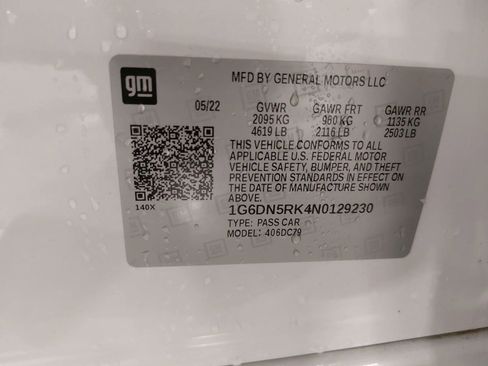 gm
MFD BY GENERAL MOTORS LLC
05/22 GVWR GAWR FRT GAWR RR
2095 KG 980 KG 1135 KG
4619 LB 2116 LB 2503 LB
THIS VEHICLE CONFORMS TO ALL
APPLICABLE U.S. FEDERAL MOTOR
VEHICLE SAFETY, BUMPER, AND THEFT
PREVENTION STANDARDS IN EFFECT ON
THE DATE OF MANUFACTURE SHOWN
ABOVE.
140X
1G6DN5RK4N0129230
TYPE: PASS CAR
MODEL: 406DC79